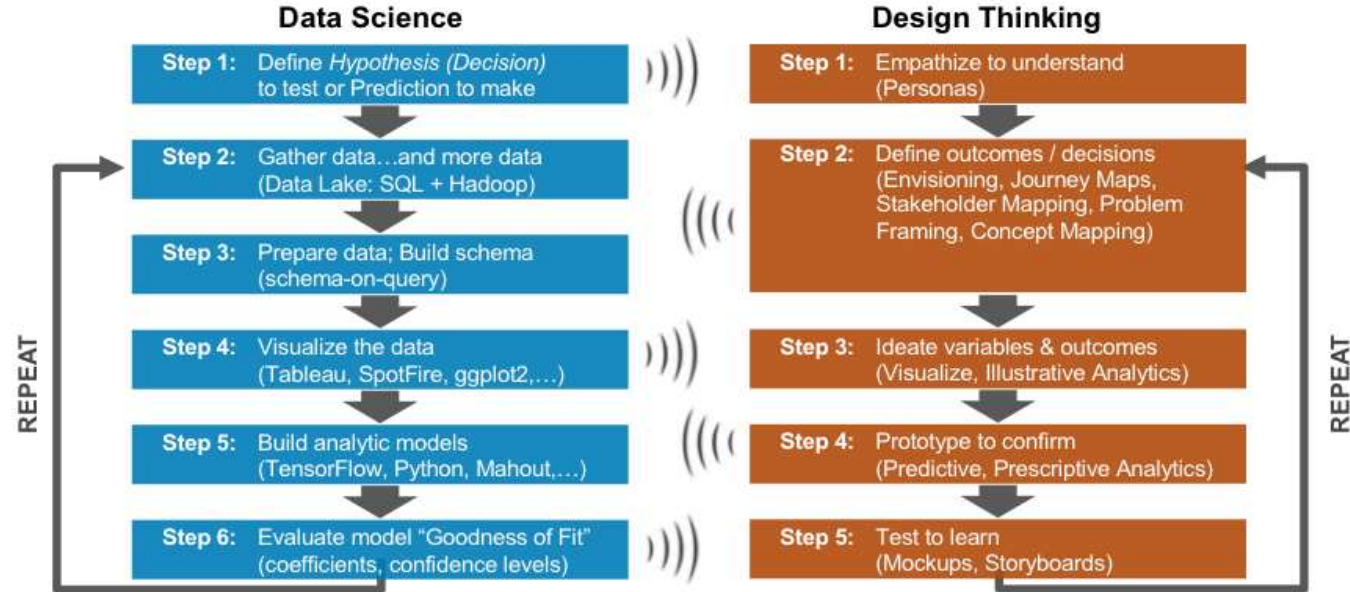 Data Science
Step 1: Define Hypothesis (Decision)
to test or Prediction to make
Step 2: Gather data…and more data
(Data Lake: SQL + Hadoop)
Step 3: Prepare data; Build schema
(schema-on-query)
Step 4: Visualize the data
(Tableau, SpotFire, ggplot2,…)
Step 5: Build analytic models
(TensorFlow, Python, Mahout,…)
Step 6: Evaluate model “Goodness of Fit”
(coefficients, confidence levels)
REPEAT
Design Thinking
Step 1: Empathize to understand
(Personas)
Step 2: Define outcomes / decisions
(Envisioning, Journey Maps,
Stakeholder Mapping, Problem
Framing, Concept Mapping)
Step 3: Ideate variables & outcomes
(Visualize, Illustrative Analytics)
Step 4: Prototype to confirm
(Predictive, Prescriptive Analytics)
Step 5: Test to learn
(Mockups, Storyboards)
REPEAT